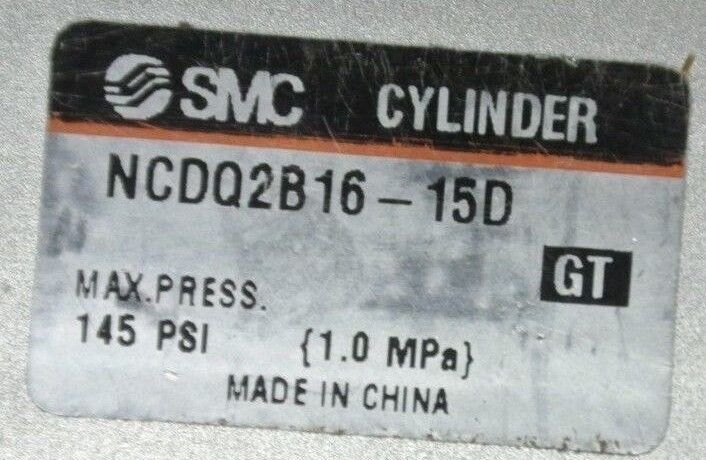 SMC CYLINDER
NCDQ2B16-15D
GT
MAX.PRESS.
145 PSI {1.0 MPa}
MADE IN CHINA